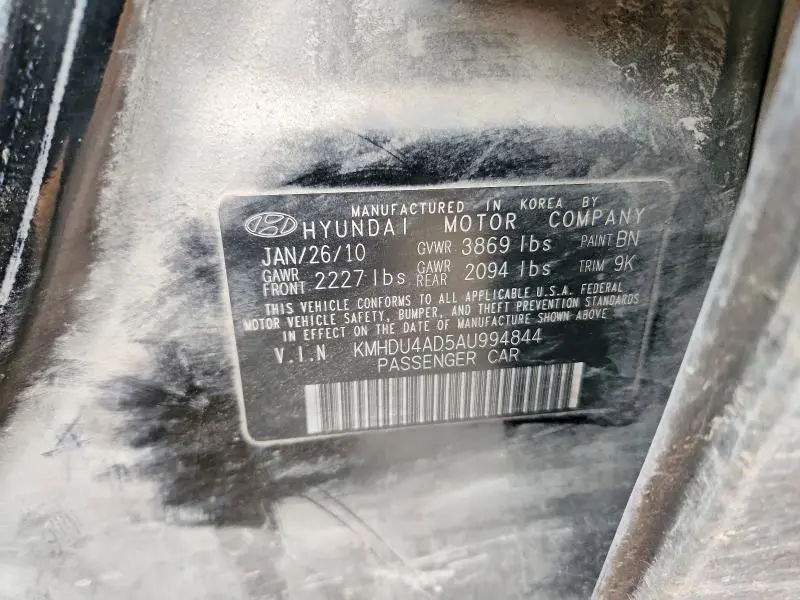 MANUFACTURED IN KOREA BY
HYUNDAI MOTOR COMPANY
JAN/26/10 GVWR 3869 lbs PAINT BN
GAWR FRONT 2227 lbs GAWR REAR 2094 lbs TRIM 9K
THIS VEHICLE CONFORMS TO ALL APPLICABLE U.S.A. FEDERAL
MOTOR VEHICLE SAFETY, BUMPER, AND THEFT PREVENTION STANDARDS
IN EFFECT ON THE DATE OF MANUFACTURE SHOWN ABOVE
V.I.N KMHDU4AD5AU994844
PASSENGER CAR